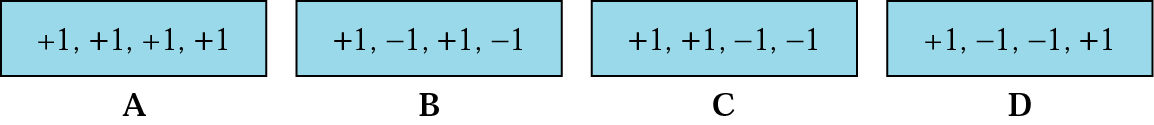 +1, +1, +1, +1 +1, −1, +1, −1 +1, +1, −1, −1 +1, −1, −1, +1
A B C D